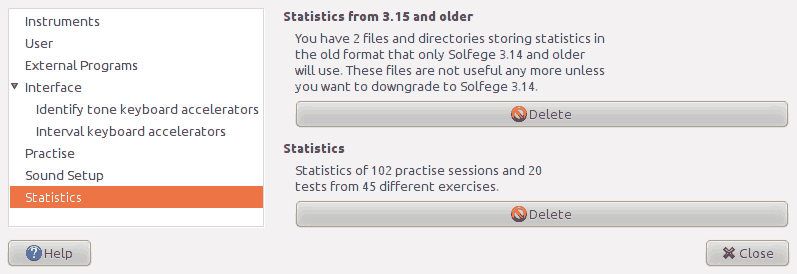 Instruments
User
External Programs
Interface
Identify tone keyboard accelerators
Interval keyboard accelerators
Practise
Sound Setup
Statistics
Statistics from 3.15 and older
You have 2 files and directories storing statistics in
the old format that only Solfege 3.14 and older
will use. These files are not useful any more unless
you want to downgrade to Solfege 3.14.
Delete
Statistics
Statistics of 102 practise sessions and 20
tests from 45 different exercises.
Delete
Help
Close